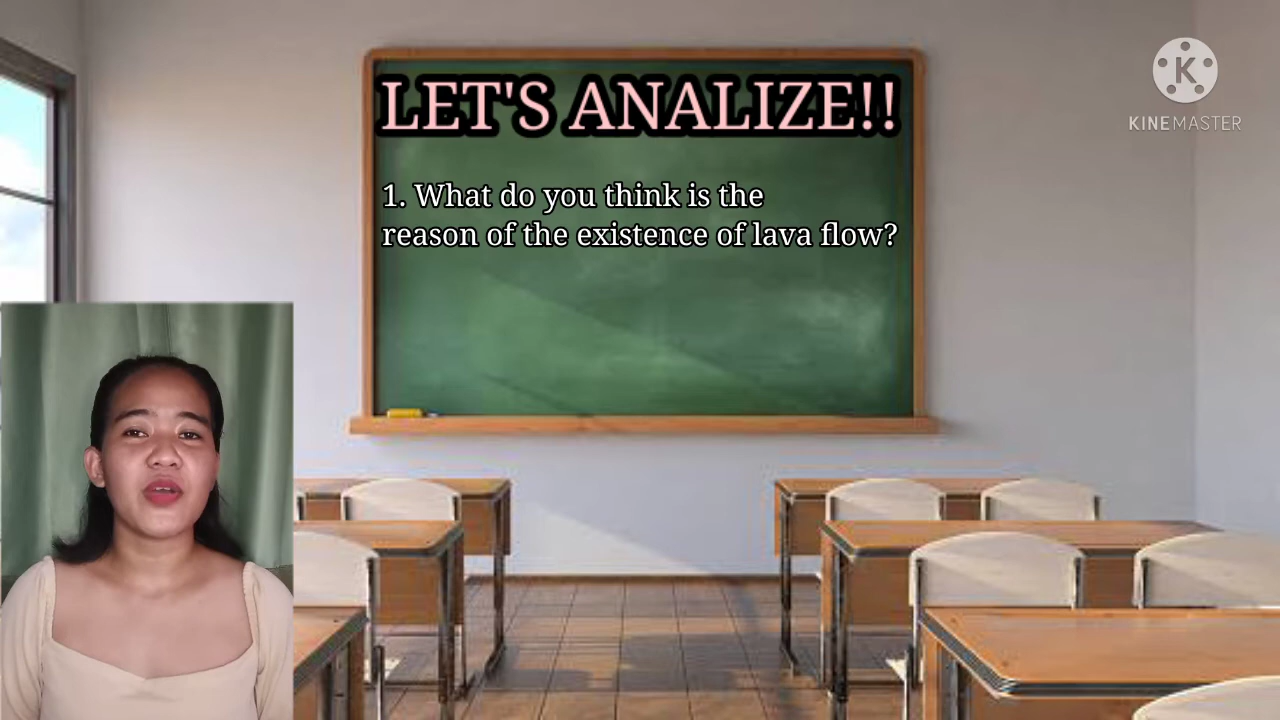 LET'S ANALIZE!!
1. What do you think is the
reason of the existence of lava flow?
K
KINEMASTER